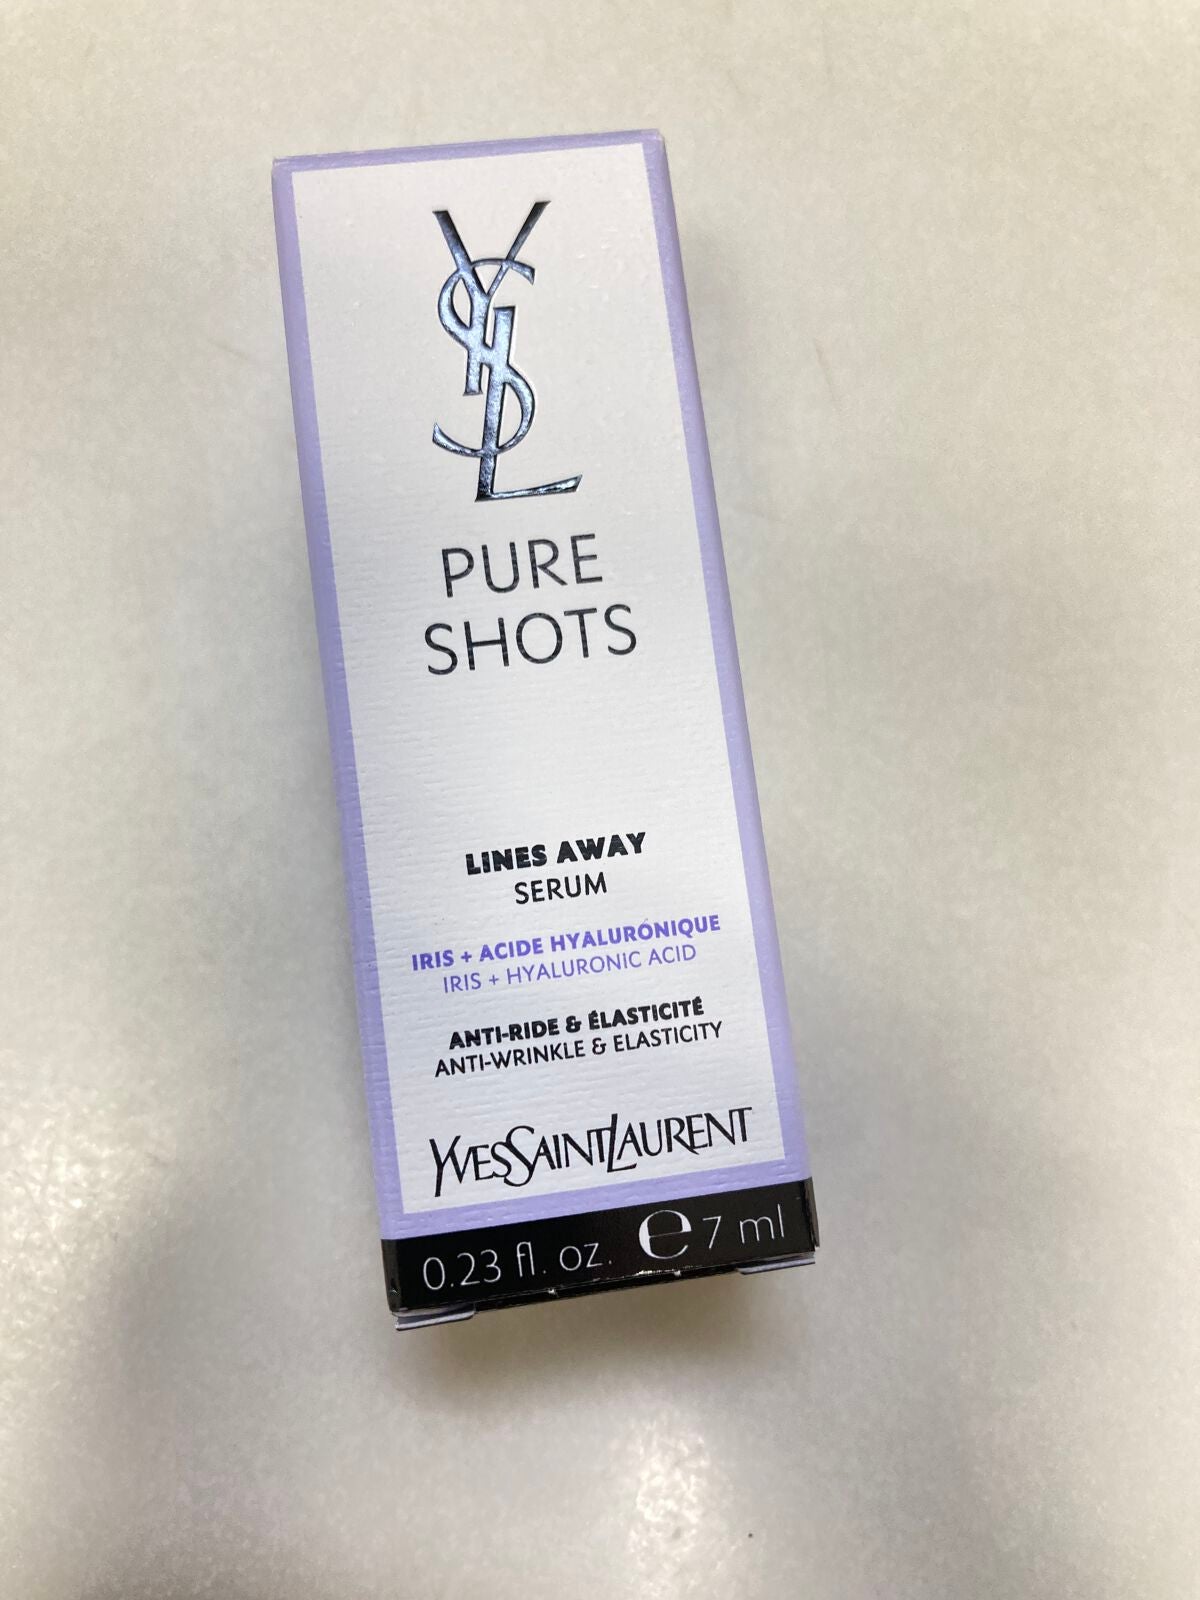 YSL
PURE
SHOTS
LINES AWAY
SERUM
IRIS + ACIDE HYALURÓNIQUE
IRIS + HYALURONiC ACID
ANTI-RIDE & ÉLASTICITÉ
ANTI-WRINKLE & ELASTICITY
YVESSAINTLAURENT
0.23 fl. oz. ℮ 7 ml